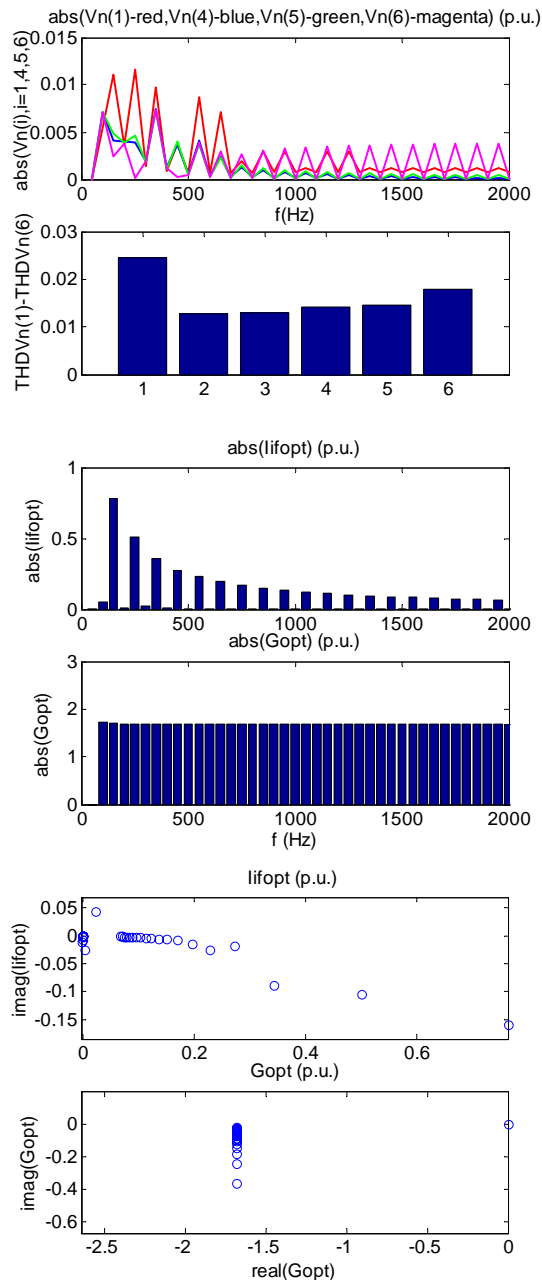 abs(Vn(1)-red,Vn(4)-blue,Vn(5)-green,Vn(6)-magenta) (p.u.)
abs(Vn(i),i=1,4,5,6)
0.015
0.01
0.005
0
0 500 1000 1500 2000
f(Hz)
THDVn(1)-THDVn(6)
0.03
0.02
0.01
0
1 2 3 4 5 6
abs(Iifopt) (p.u.)
abs(Iifopt)
1
0.5
0
0 500 1000 1500 2000
abs(Gopt) (p.u.)
abs(Gopt)
3
2
1
0
0 500 1000 1500 2000
f (Hz)
Iifopt (p.u.)
imag(Iifopt)
0.05
0
-0.05
-0.1
-0.15
0 0.2 0.4 0.6
Gopt (p.u.)
imag(Gopt)
0
-0.2
-0.4
-0.6
-2.5 -2 -1.5 -1 -0.5 0
real(Gopt)